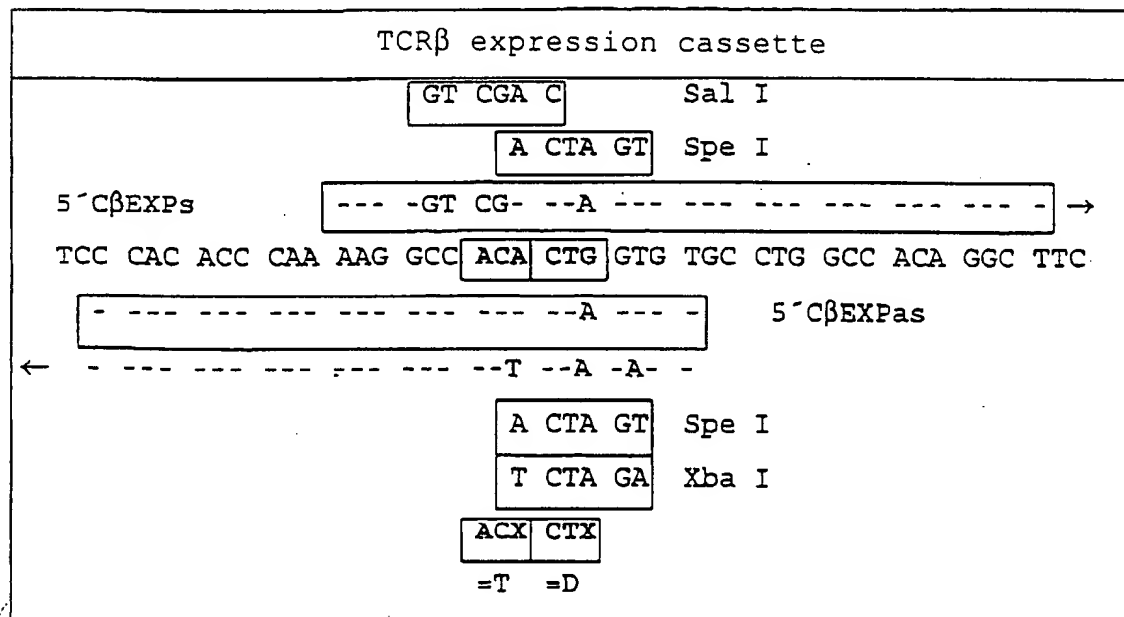 TCRβ expression cassette
GT CGA C Sal I
A CTA GT Spe I
5´CβEXPs --- -GT CG- --A --- --- --- --- --- - →
TCC CAC ACC CAA AAG GCC ACA CTG GTG TGC CTG GCC ACA GGC TTC
- --- --- --- --- --- --- --A --- - 5´CβEXPas
← - --- --- --- --- --- --T --A -A- -
A CTA GT Spe I
T CTA GA Xba I
ACX CTX
=T =D